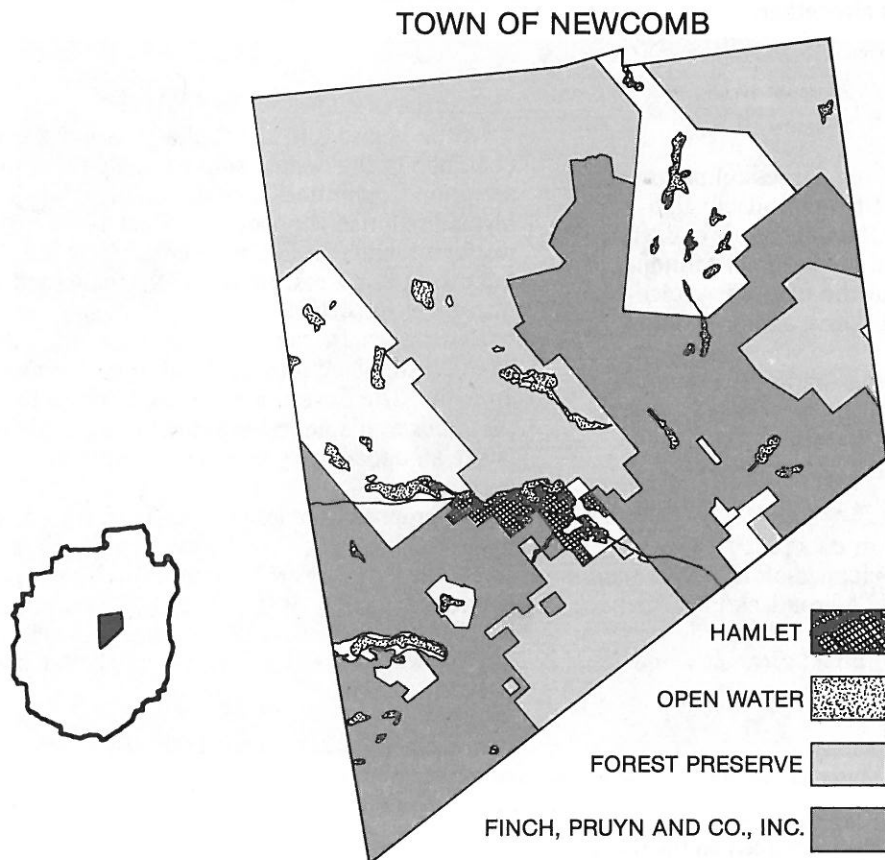 TOWN OF NEWCOMB
HAMLET
OPEN WATER
FOREST PRESERVE
FINCH, PRUYN AND CO., INC.